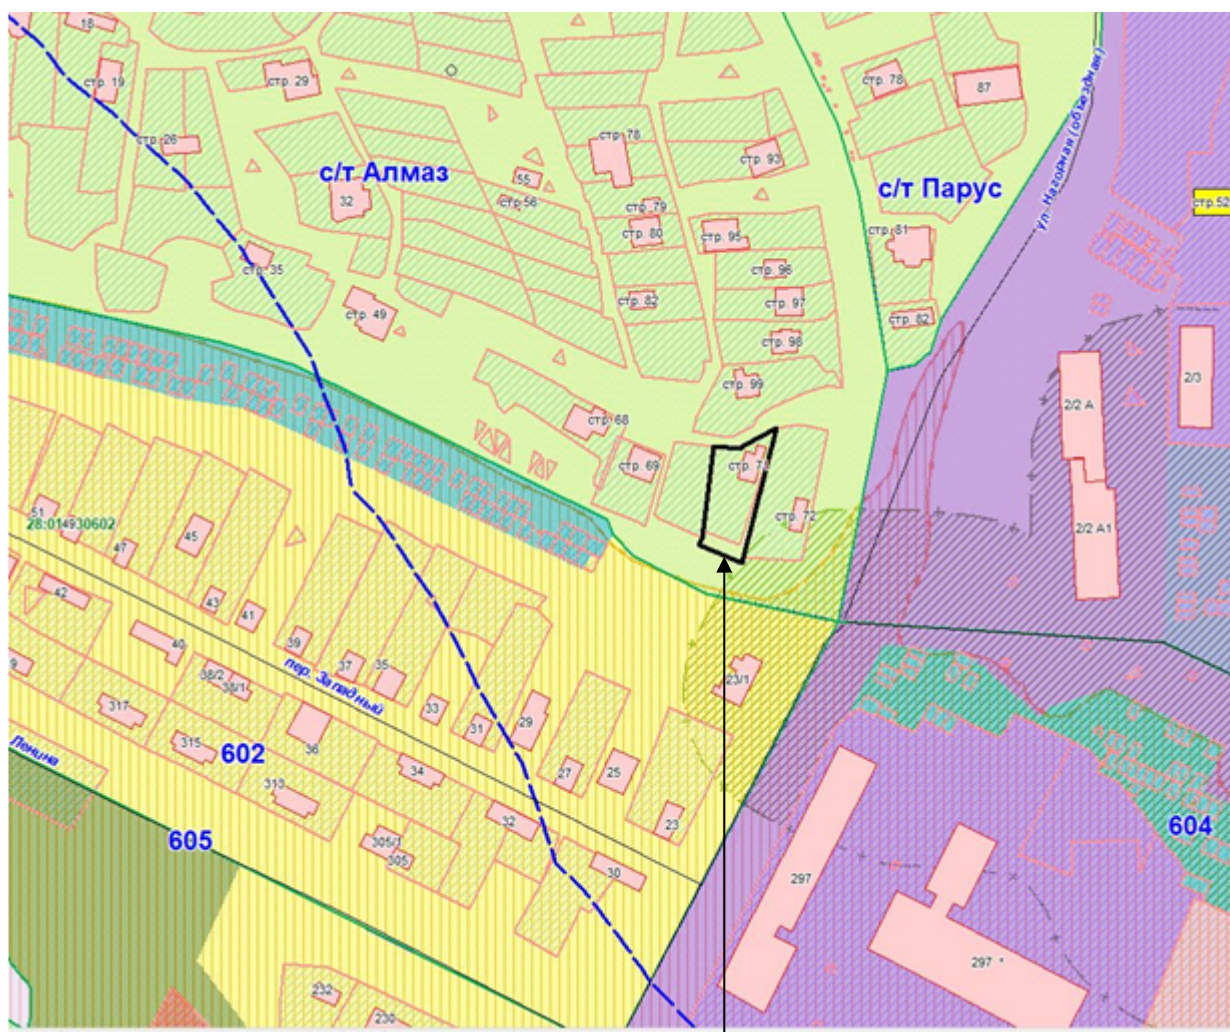 18
стр. 19
стр. 29
стр. 78
87
стр. 26
стр. 78
стр. 93
с/т Алмаз
55
с/т Парус
ул. Нагорная (объездная)
32
стр. 56
стр. 79
стр. 52
стр. 80
стр. 95
стр. 81
стр. 35
стр. 96
стр. 82
стр. 97
стр. 49
стр. 82
стр. 98
2/3
стр. 99
2/2 А
стр. 68
стр. 69
стр. 72
51
28:014930602
2/2 А1
45
47
42
43
41
39
40
37
35
38/2
38/1
пер. Западный
23/1
317
33
29
31
315
36
602
Ленина
34
27
25
310
32
23
605
305/1
305
604
30
297
297 *
232
230